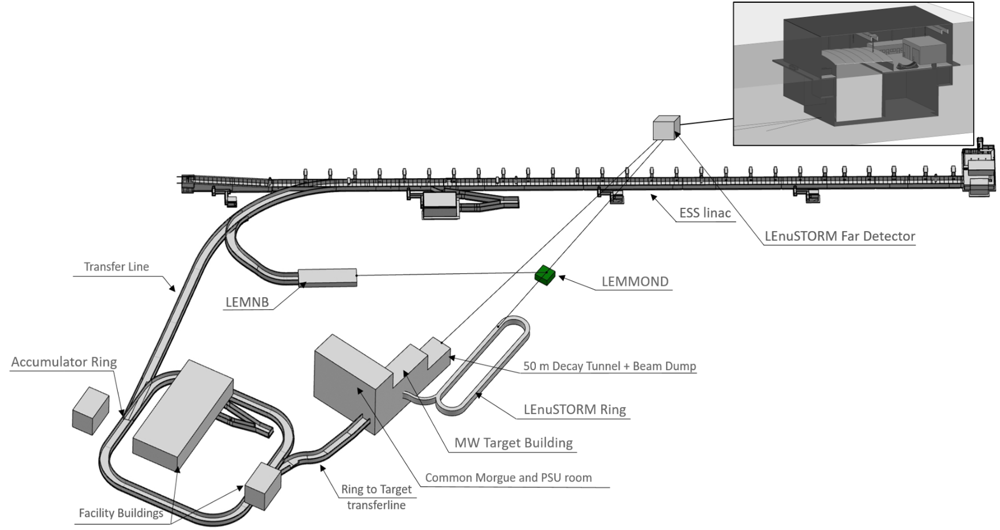 ESS linac
LEnuSTORM Far Detector
Transfer Line
LEMMOND
LEMNB
Accumulator Ring
50 m Decay Tunnel + Beam Dump
LEnuSTORM Ring
MW Target Building
Common Morgue and PSU room
Ring to Target
transferline
Facility Buildings